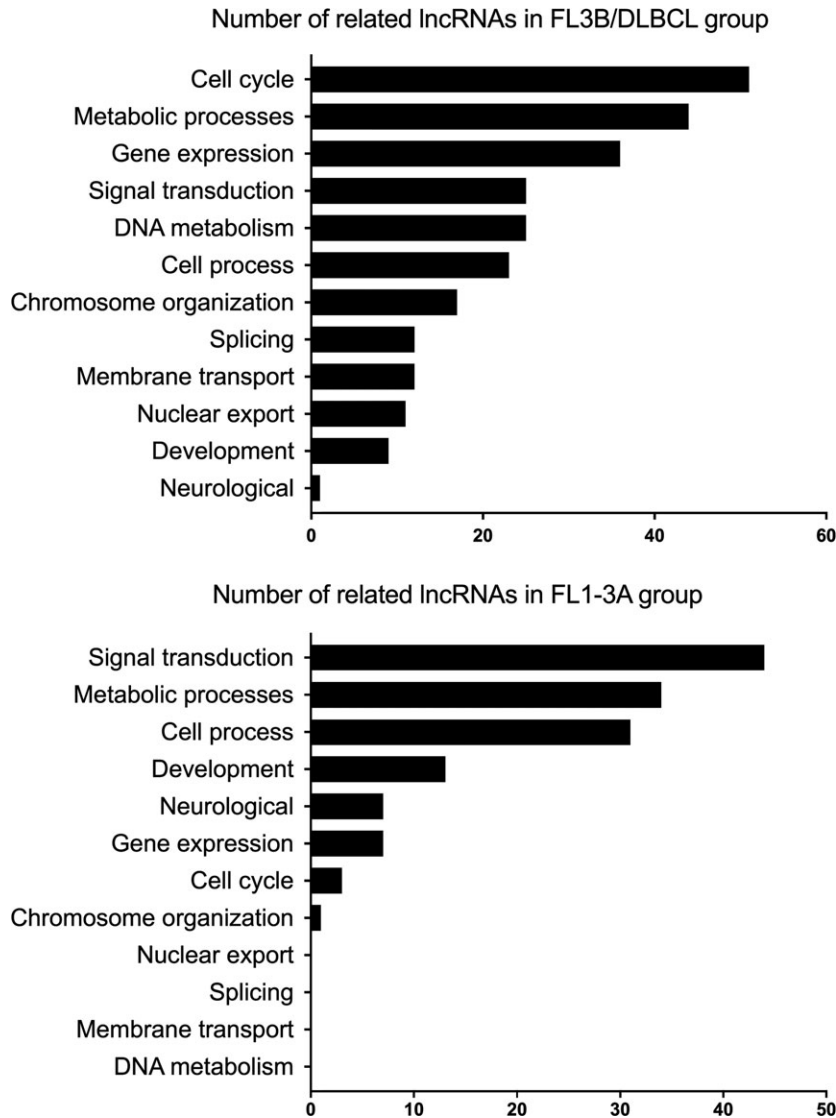 Number of related lncRNAs in FL3B/DLBCL group
Cell cycle
Metabolic processes
Gene expression
Signal transduction
DNA metabolism
Cell process
Chromosome organization
Splicing
Membrane transport
Nuclear export
Development
Neurological
0 20 40 60
Number of related lncRNAs in FL1-3A group
Signal transduction
Metabolic processes
Cell process
Development
Neurological
Gene expression
Cell cycle
Chromosome organization
Nuclear export
Splicing
Membrane transport
DNA metabolism
0 10 20 30 40 50